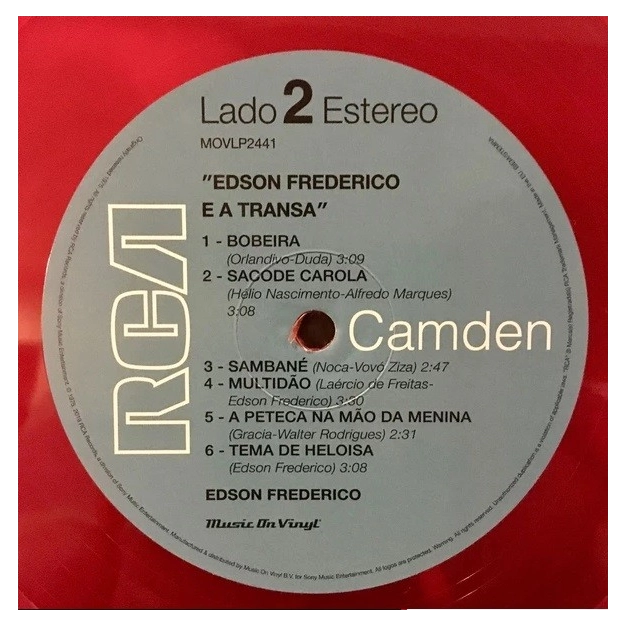 Lado 2 Estereo
MOVLP2441
"EDSON FREDERICO
E A TRANSA"
1 - BOBEIRA
(Orlandivo-Duda) 3:09
2 - SACODE CAROLA
(Hélio Nascimento-Alfredo Marques)
3:08
RCA
Camden
3 - SAMBANÉ (Noca-Vovó Ziza) 2:47
4 - MULTIDÃO (Laércio de Freitas-
Edson Frederico) 3:30
5 - A PETECA NA MÃO DA MENINA
(Gracia-Walter Rodrigues) 2:31
6 - TEMA DE HELOISA
(Edson Frederico) 3:08
EDSON FREDERICO
Music On Vinyl